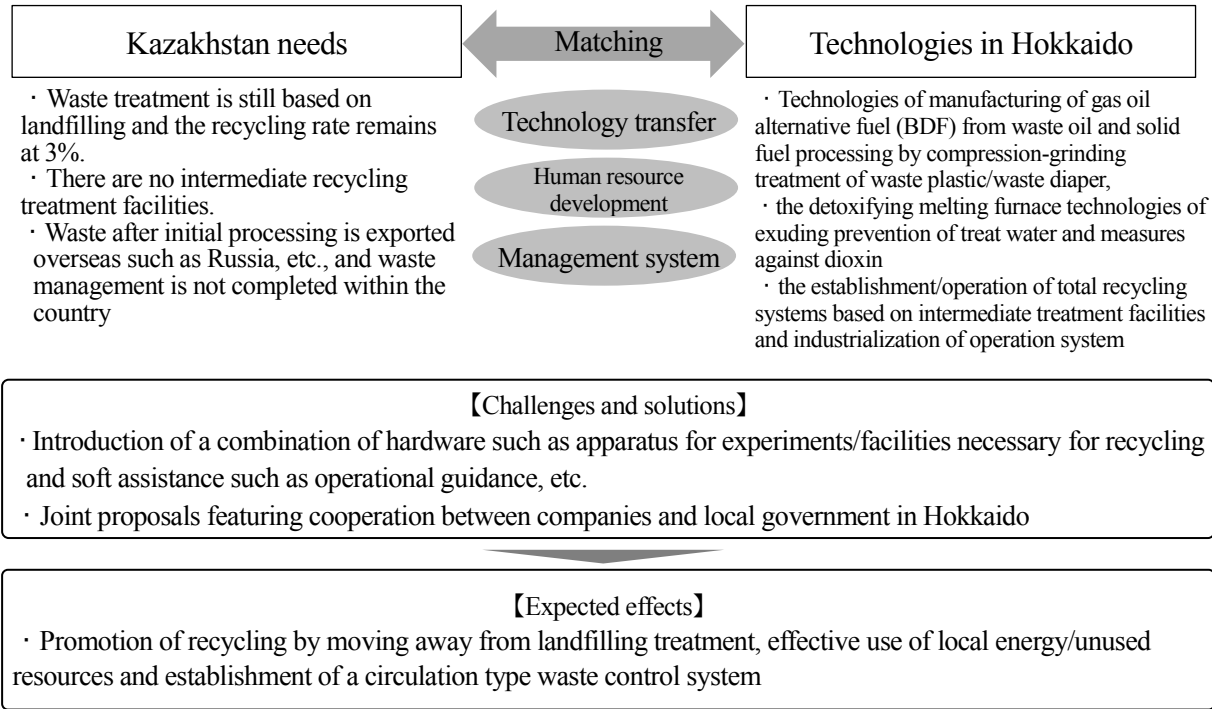 Kazakhstan needs
Matching
Technologies in Hokkaido
· Waste treatment is still based on
landfilling and the recycling rate remains
at 3%.
· There are no intermediate recycling
treatment facilities.
· Waste after initial processing is exported
overseas such as Russia, etc., and waste
management is not completed within the
country
Technology transfer
Human resource
development
Management system
· Technologies of manufacturing of gas oil
alternative fuel (BDF) from waste oil and solid
fuel processing by compression-grinding
treatment of waste plastic/waste diaper,
· the detoxifying melting furnace technologies of
exuding prevention of treat water and measures
against dioxin
· the establishment/operation of total recycling
systems based on intermediate treatment facilities
and industrialization of operation system
【Challenges and solutions】
· Introduction of a combination of hardware such as apparatus for experiments/facilities necessary for recycling
and soft assistance such as operational guidance, etc.
· Joint proposals featuring cooperation between companies and local government in Hokkaido
【Expected effects】
· Promotion of recycling by moving away from landfilling treatment, effective use of local energy/unused
resources and establishment of a circulation type waste control system